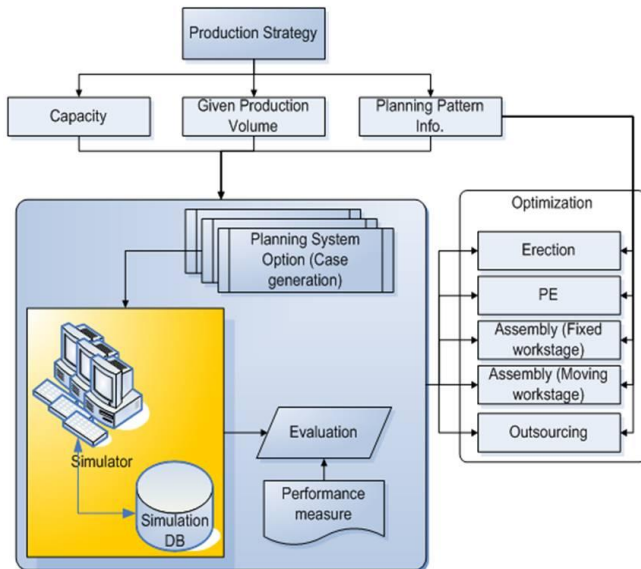 Production Strategy
Capacity
Given Production
Volume
Planning Pattern
Info.
Optimization
Planning System
Option (Case
generation)
Erection
PE
Assembly (Fixed
workstage)
Assembly (Moving
workstage)
Outsourcing
Simulator
Simulation
DB
Evaluation
Performance
measure